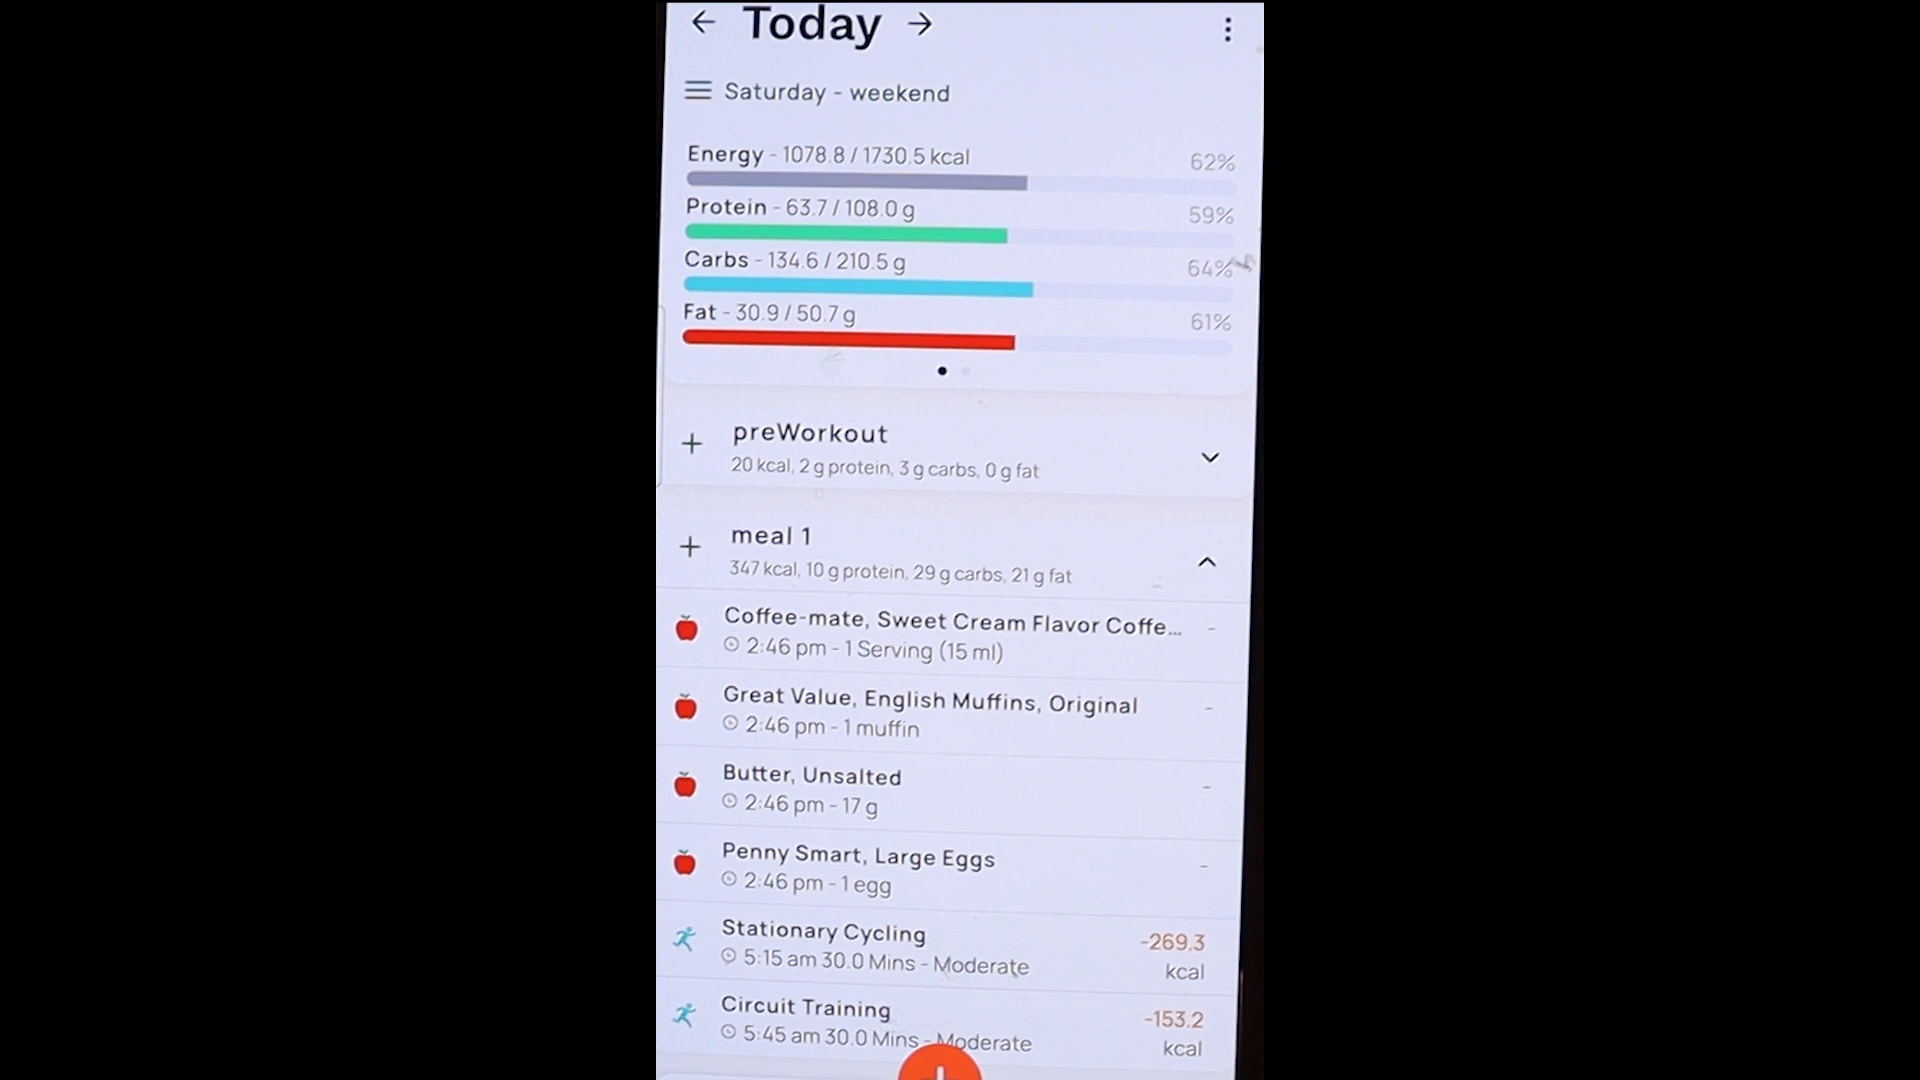 Today
Saturday - weekend
Energy - 1078.8 / 1730.5 kcal 62%
Protein - 63.7 / 108.0 g 59%
Carbs - 134.6 / 210.5 g 64%
Fat - 30.9 / 50.7 g 61%
preWorkout
20 kcal, 2 g protein, 3 g carbs, 0 g fat
meal 1
347 kcal, 10 g protein, 29 g carbs, 21 g fat
Coffee-mate, Sweet Cream Flavor Coffe... -
2:46 pm - 1 Serving (15 ml)
Great Value, English Muffins, Original -
2:46 pm - 1 muffin
Butter, Unsalted -
2:46 pm - 17 g
Penny Smart, Large Eggs -
2:46 pm - 1 egg
Stationary Cycling -269.3
5:15 am 30.0 Mins - Moderate kcal
Circuit Training -153.2
5:45 am 30.0 Mins - Moderate kcal